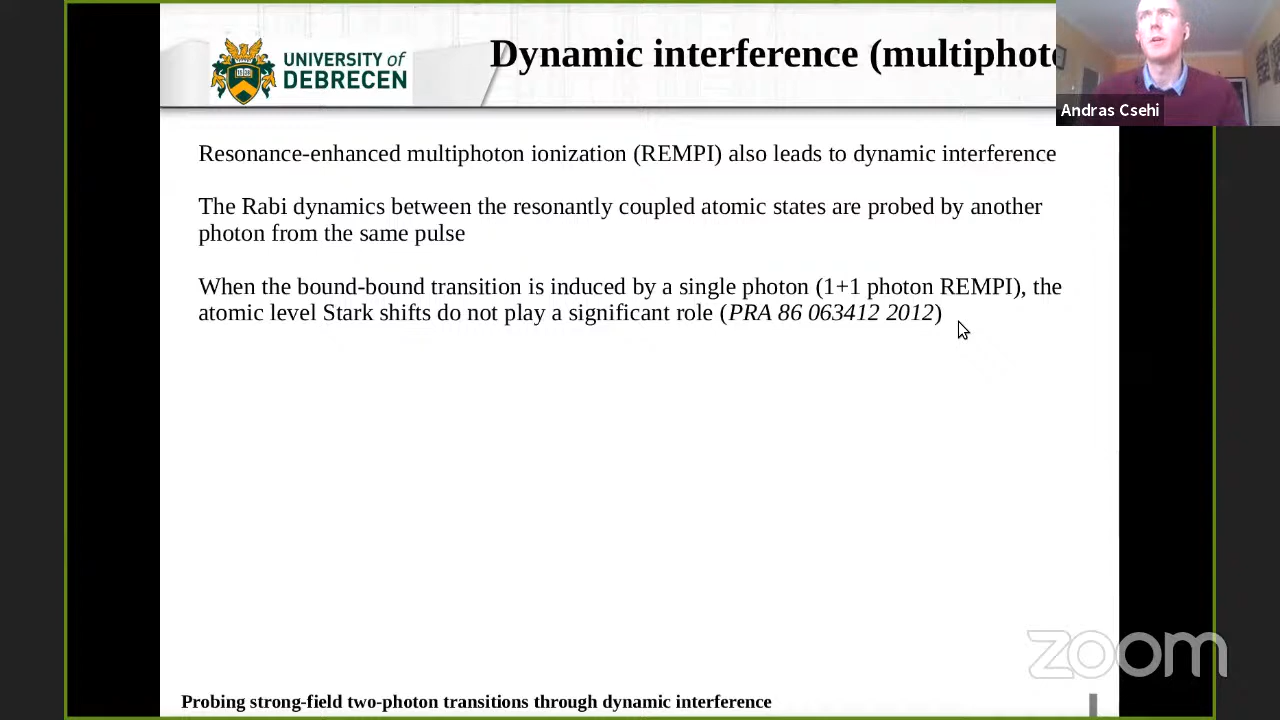 UNIVERSITY of
DEBRECEN
Dynamic interference (multiphoto
Andras Csehi
Resonance-enhanced multiphoton ionization (REMPI) also leads to dynamic interference
The Rabi dynamics between the resonantly coupled atomic states are probed by another
photon from the same pulse
When the bound-bound transition is induced by a single photon (1+1 photon REMPI), the
atomic level Stark shifts do not play a significant role (PRA 86 063412 2012)
zoom
Probing strong-field two-photon transitions through dynamic interference